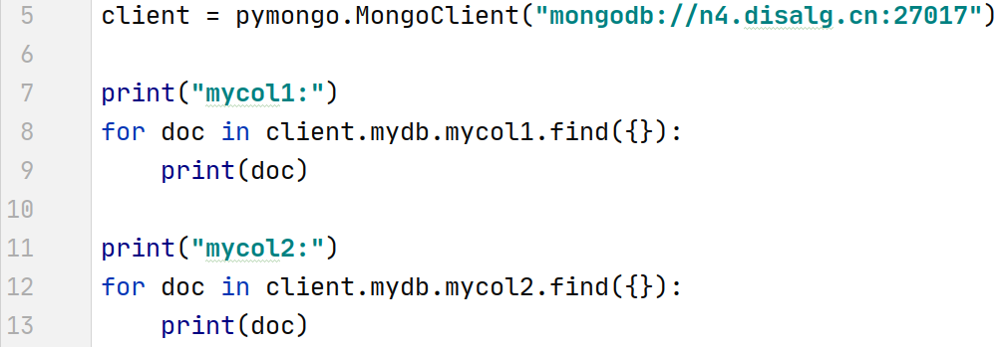 5 client = pymongo.MongoClient("mongodb://n4.disalg.cn:27017")
6
7 print("mycol1:")
8 for doc in client.mydb.mycol1.find({}):
9     print(doc)
10
11 print("mycol2:")
12 for doc in client.mydb.mycol2.find({}):
13     print(doc)